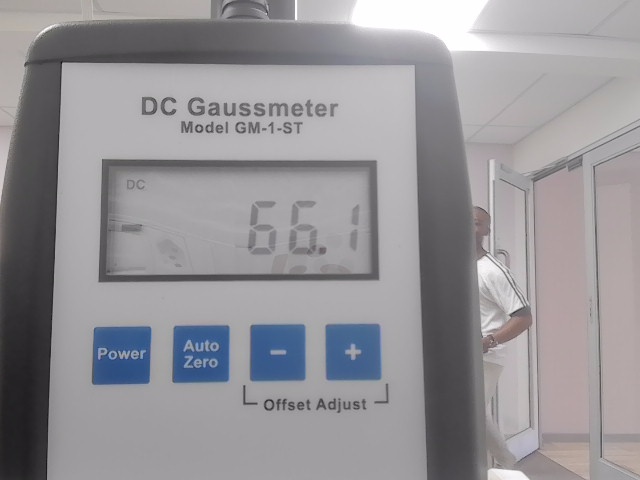 DC Gaussmeter
Model GM-1-ST
DC
66.1
Power
Auto
Zero
-
+
Offset Adjust